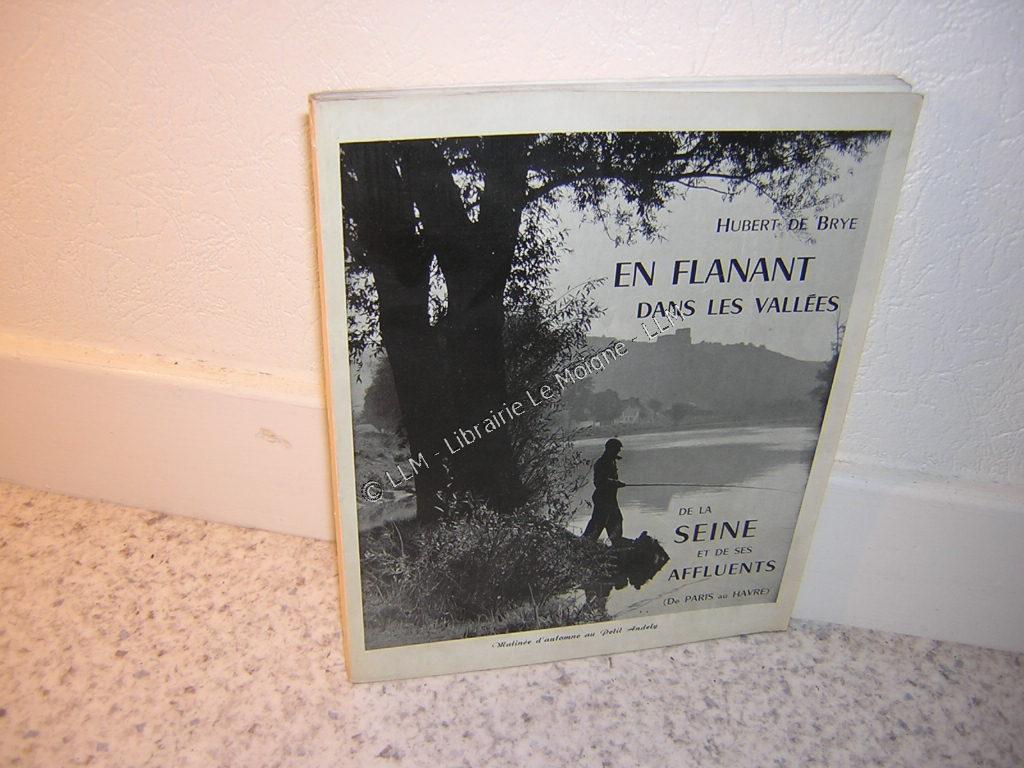 HUBERT DE BRYE
EN FLANANT
DANS LES VALLÉES
© LLM - Librairie Le Moigne - LLM
DE LA
SEINE
ET DE SES
AFFLUENTS
(De PARIS au HAVRE)
Matinée d'automne au Petit Andely